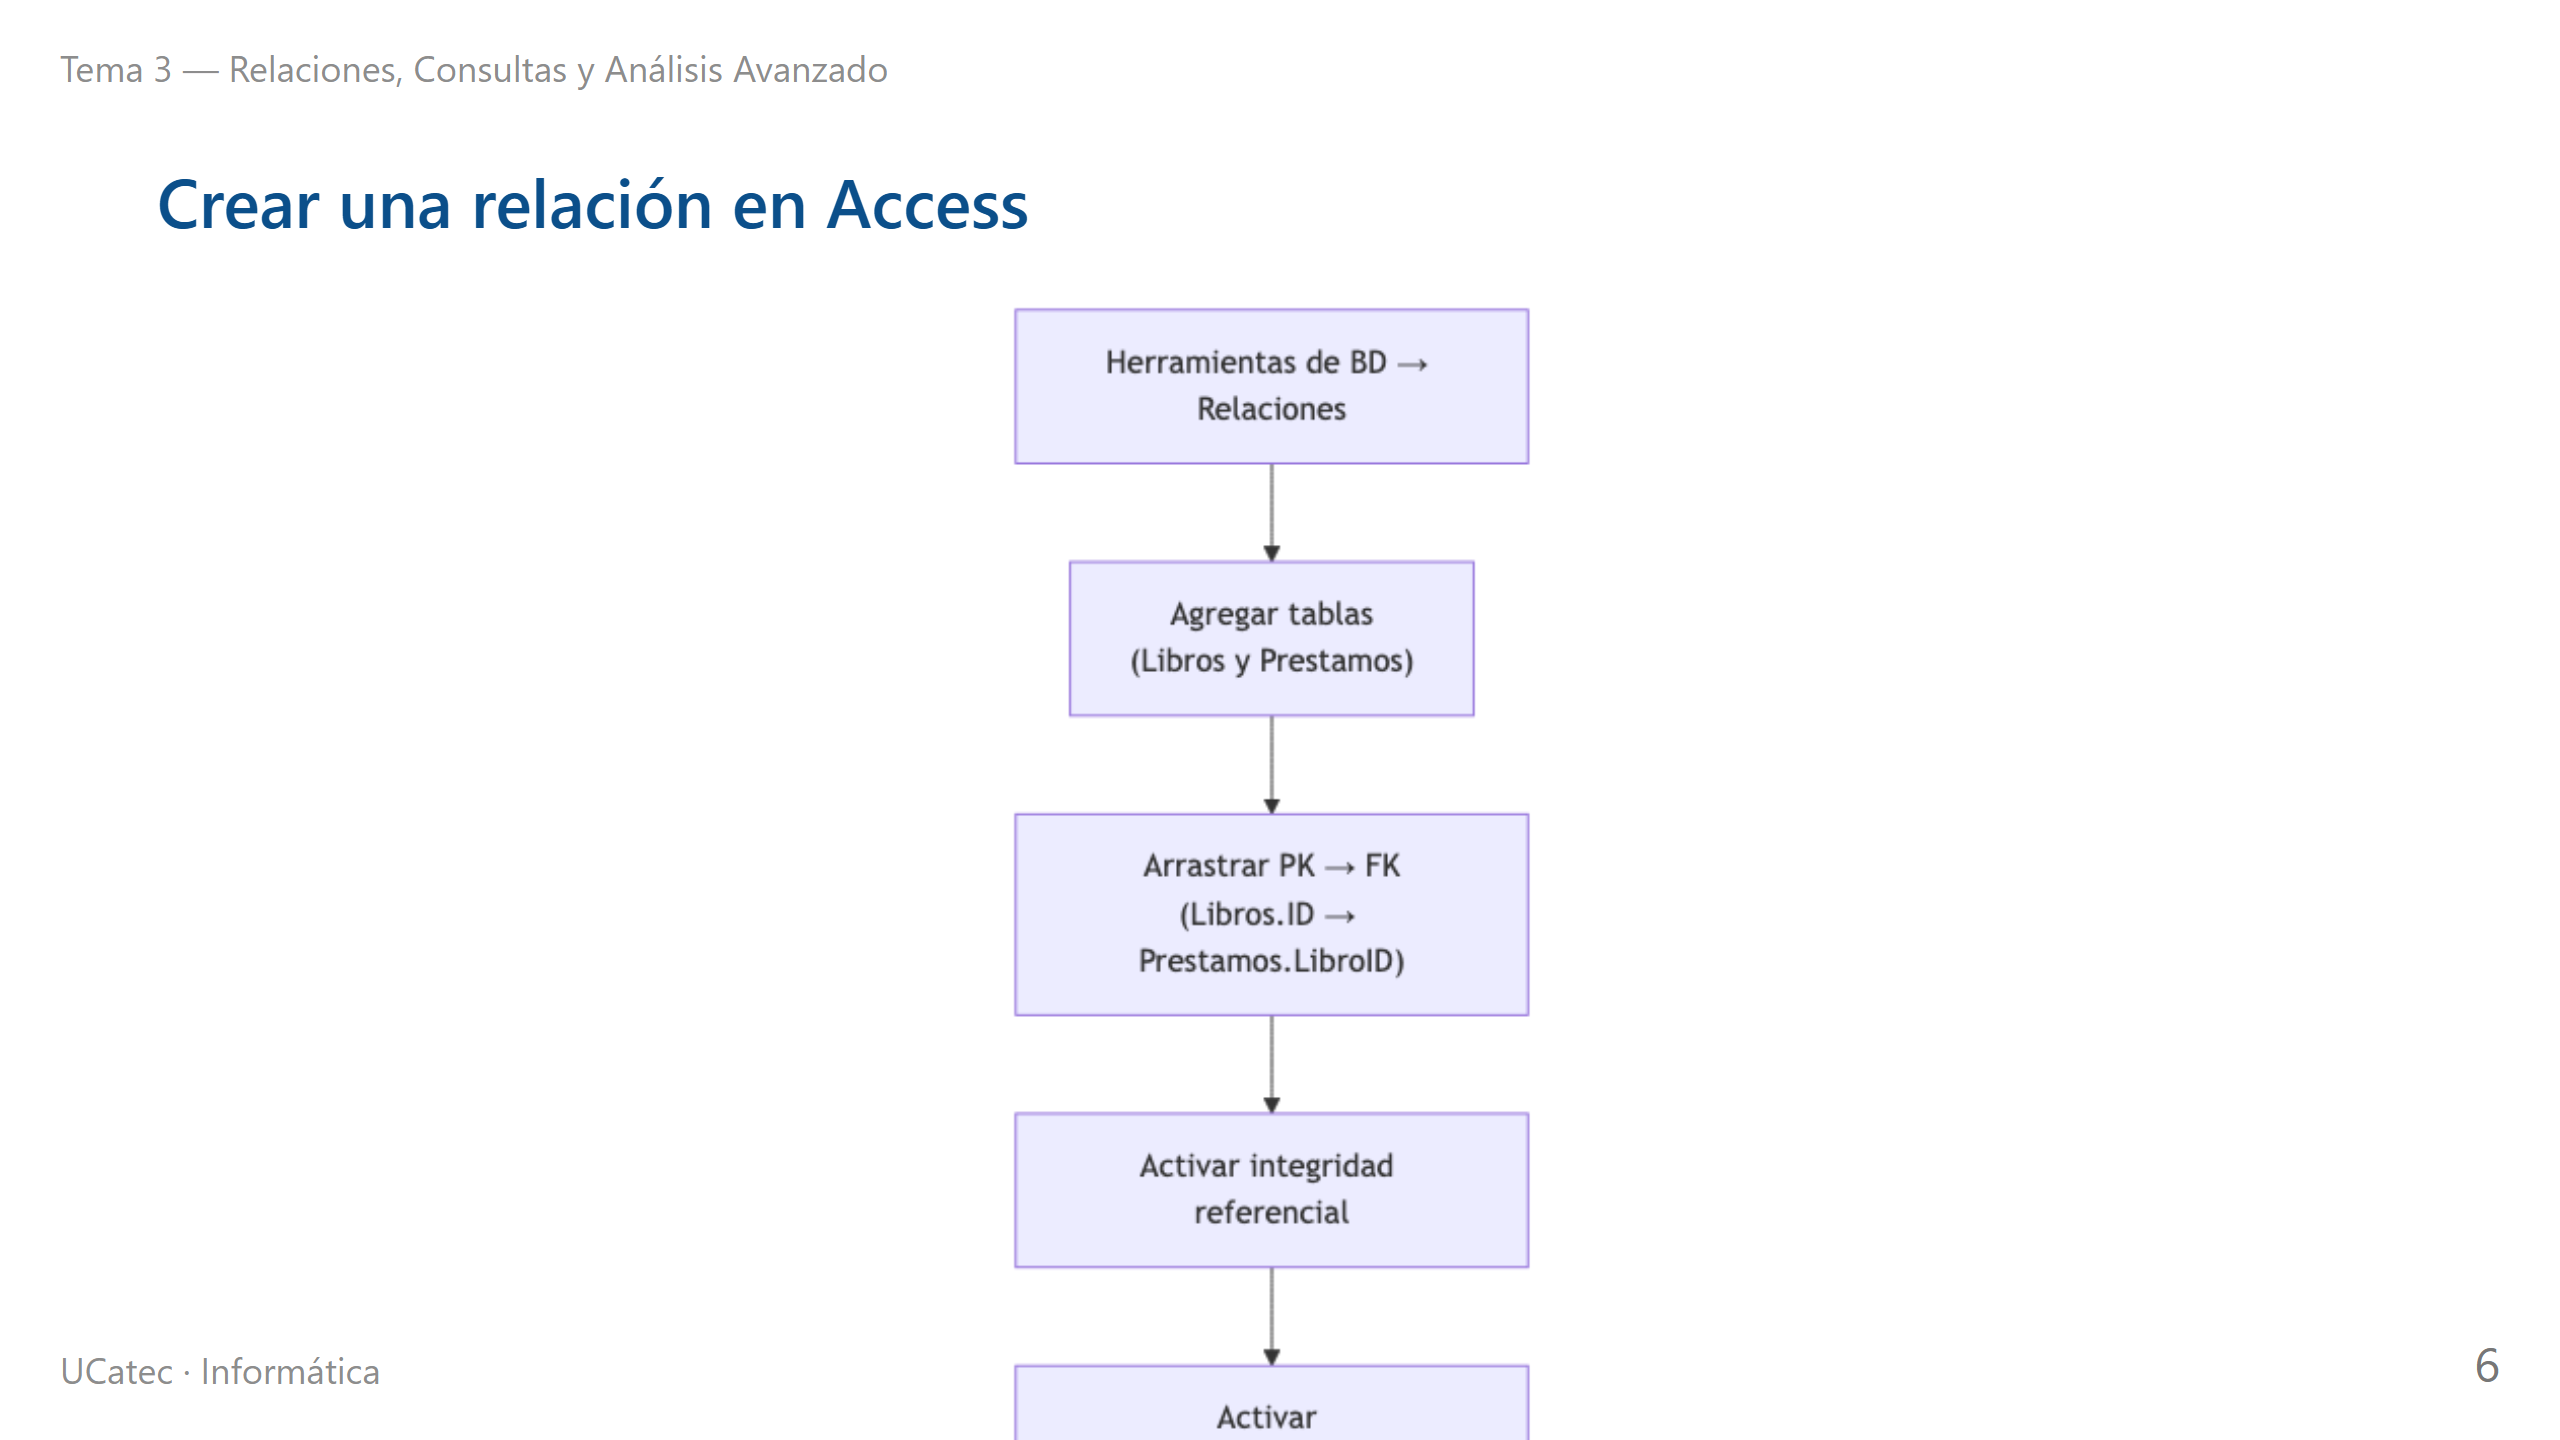 Tema 3 — Relaciones, Consultas y Análisis Avanzado
Crear una relación en Access
Herramientas de BD →
Relaciones
Agregar tablas
(Libros y Prestamos)
Arrastrar PK → FK
(Libros.ID →
Prestamos.LibroID)
Activar integridad
referencial
Activar
UCatec · Informática
6